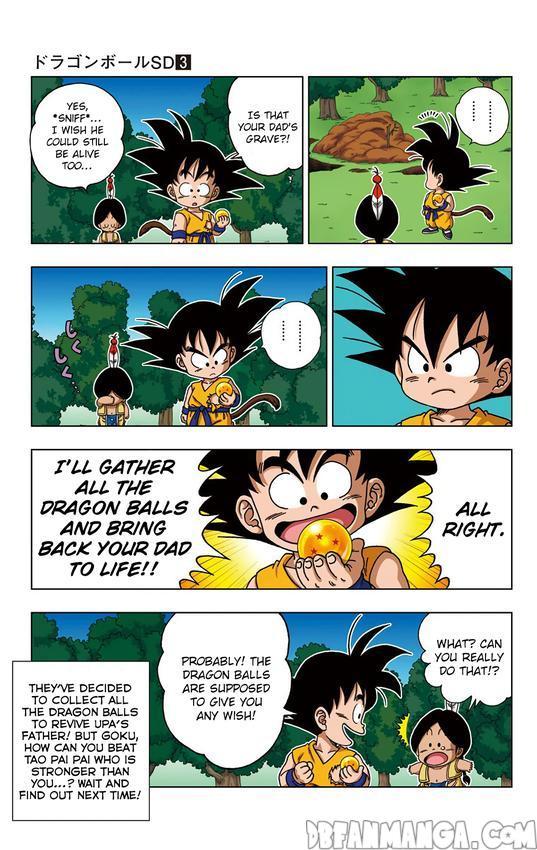 ドラゴンボールSD3
IS THAT
YOUR DAD'S
GRAVE?!
YES,
*SNIFF*...
I WISH HE
COULD STILL
BE ALIVE
TOO...
ALL
RIGHT.
I'LL GATHER
ALL THE
DRAGON BALLS
AND BRING
BACK YOUR DAD
TO LIFE!!
WHAT? CAN
YOU REALLY
DO THAT!?
PROBABLY! THE
DRAGON BALLS
ARE SUPPOSED
TO GIVE YOU
ANY WISH!
THEY'VE DECIDED
TO COLLECT ALL
THE DRAGON BALLS
TO REVIVE UPA'S
FATHER! BUT GOKU,
HOW CAN YOU BEAT
TAO PAI PAI WHO IS
STRONGER THAN
YOU...? WAIT AND
FIND OUT NEXT TIME!
DBFANMANGA.COM